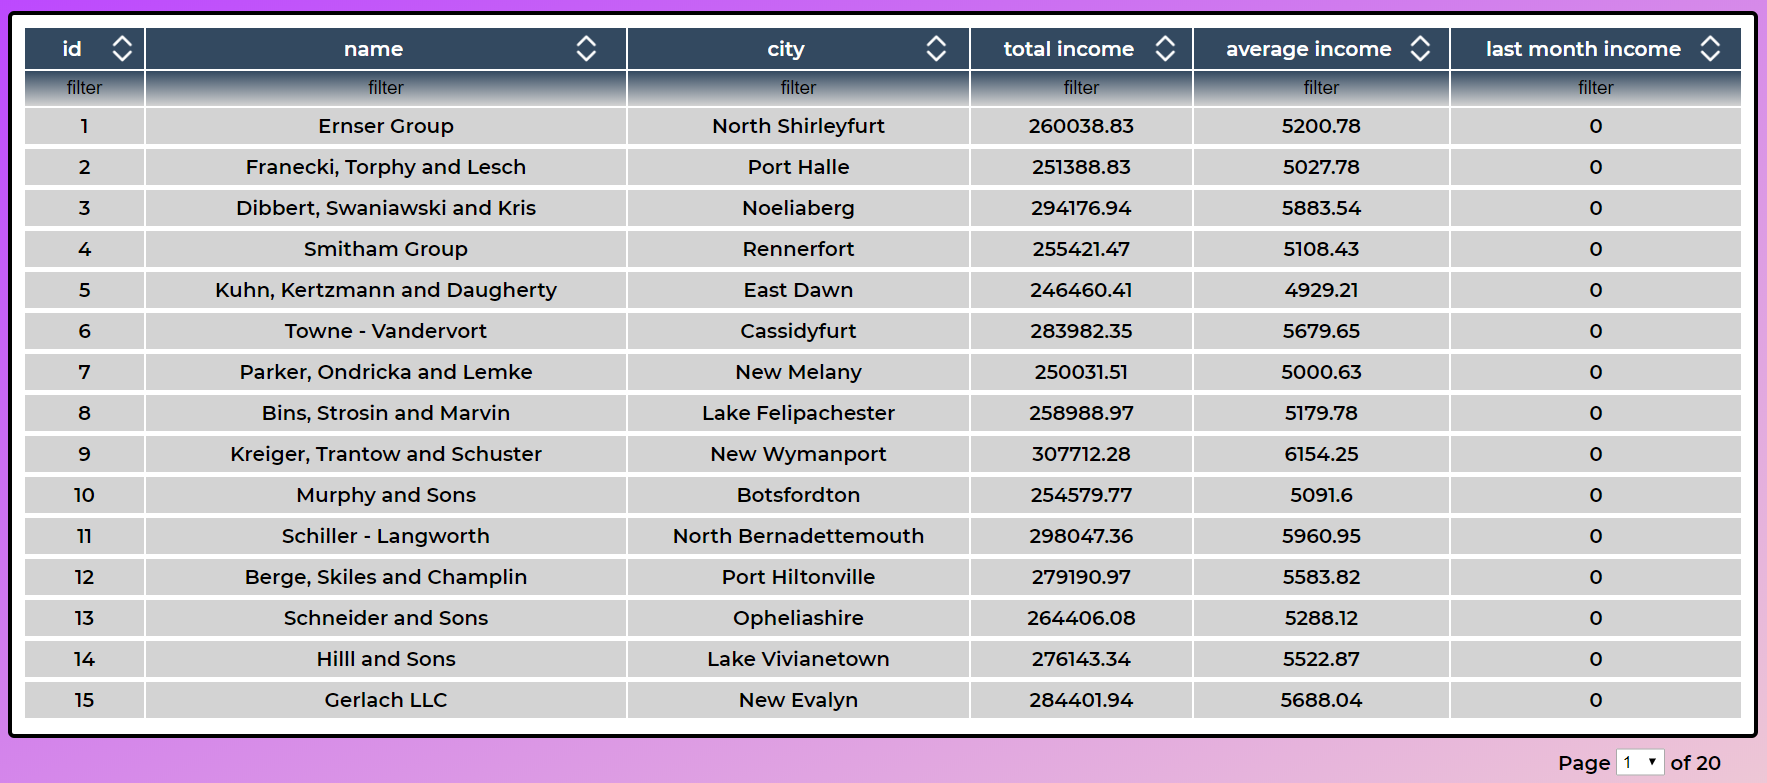 id name city total income average income last month income
filter filter filter filter filter filter
1 Ernser Group North Shirleyfurt 260038.83 5200.78 0
2 Franecki, Torphy and Lesch Port Halle 251388.83 5027.78 0
3 Dibbert, Swaniawski and Kris Noeliaberg 294176.94 5883.54 0
4 Smitham Group Rennerfort 255421.47 5108.43 0
5 Kuhn, Kertzmann and Daugherty East Dawn 246460.41 4929.21 0
6 Towne - Vandervort Cassidyfurt 283982.35 5679.65 0
7 Parker, Ondricka and Lemke New Melany 250031.51 5000.63 0
8 Bins, Strosin and Marvin Lake Felipachester 258988.97 5179.78 0
9 Kreiger, Trantow and Schuster New Wymanport 307712.28 6154.25 0
10 Murphy and Sons Botsfordton 254579.77 5091.6 0
11 Schiller - Langworth North Bernadettemouth 298047.36 5960.95 0
12 Berge, Skiles and Champlin Port Hiltonville 279190.97 5583.82 0
13 Schneider and Sons Opheliashire 264406.08 5288.12 0
14 Hilll and Sons Lake Vivianetown 276143.34 5522.87 0
15 Gerlach LLC New Evalyn 284401.94 5688.04 0
Page 1 of 20